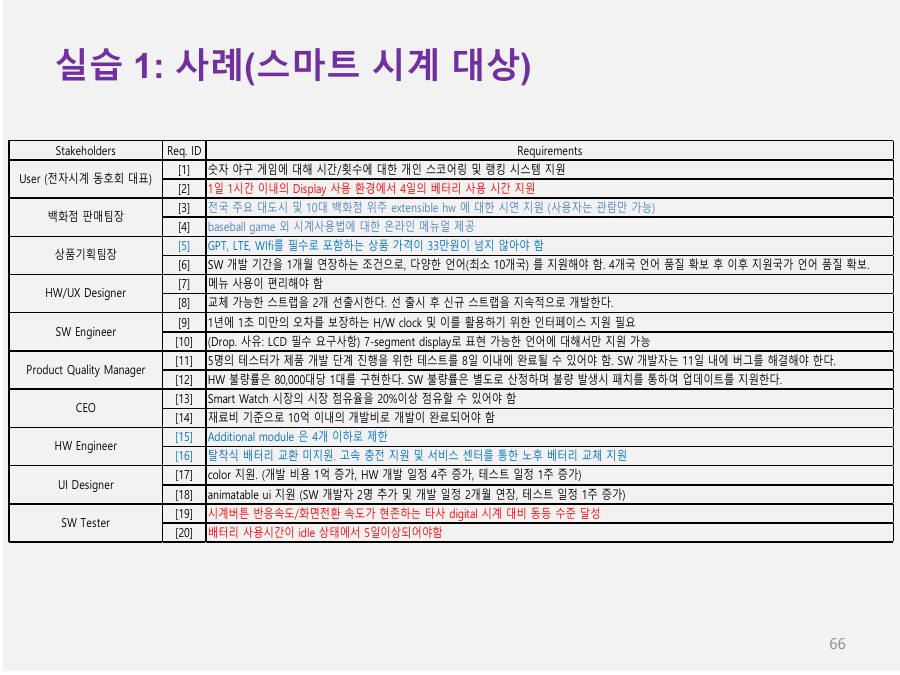 실습 1: 사례(스마트 시계 대상)
Stakeholders Req. ID Requirements
User (전자시계 동호회 대표)
[1] 숫자 야구 게임에 대해 시간/횟수에 대한 개인 스코어링 및 랭킹 시스템 지원
[2] 1일 1시간 이내의 Display 사용 환경에서 4일의 베터리 사용 시간 지원
백화점 판매팀장
[3] 전국 주요 대도시 및 10대 백화점 위주 extensible hw 에 대한 시연 지원 (사용자는 관람만 가능)
[4] baseball game 외 시계사용법에 대한 온라인 메뉴얼 제공
상품기획팀장
[5] GPT, LTE, WIfi를 필수로 포함하는 상품 가격이 33만원이 넘지 않아야 함
[6] SW 개발 기간을 1개월 연장하는 조건으로, 다양한 언어(최소 10개국) 를 지원해야 함. 4개국 언어 품질 확보 후 이후 지원국가 언어 품질 확보.
HW/UX Designer
[7] 메뉴 사용이 편리해야 함
[8] 교체 가능한 스트랩을 2개 선출시한다. 선 출시 후 신규 스트랩을 지속적으로 개발한다.
SW Engineer
[9] 1년에 1초 미만의 오차를 보장하는 H/W clock 및 이를 활용하기 위한 인터페이스 지원 필요
[10] (Drop. 사유: LCD 필수 요구사항) 7-segment display로 표현 가능한 언어에 대해서만 지원 가능
Product Quality Manager
[11] 5명의 테스터가 제품 개발 단계 진행을 위한 테스트를 8일 이내에 완료될 수 있어야 함. SW 개발자는 11일 내에 버그를 해결해야 한다.
[12] HW 불량률은 80,000대당 1대를 구현한다. SW 불량률은 별도로 산정하며 불량 발생시 패치를 통하여 업데이트를 지원한다.
CEO
[13] Smart Watch 시장의 시장 점유율을 20%이상 점유할 수 있어야 함
[14] 재료비 기준으로 10억 이내의 개발비로 개발이 완료되어야 함
HW Engineer
[15] Additional module 은 4개 이하로 제한
[16] 탈착식 배터리 교환 미지원. 고속 충전 지원 및 서비스 센터를 통한 노후 베터리 교체 지원
UI Designer
[17] color 지원. (개발 비용 1억 증가, HW 개발 일정 4주 증가, 테스트 일정 1주 증가)
[18] animatable ui 지원 (SW 개발자 2명 추가 및 개발 일정 2개월 연장, 테스트 일정 1주 증가)
SW Tester
[19] 시계버튼 반응속도/화면전환 속도가 현존하는 타사 digital 시계 대비 동등 수준 달성
[20] 배터리 사용시간이 idle 상태에서 5일이상되어야함
66